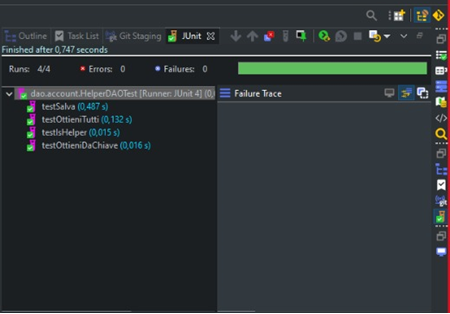 Outline Task List Git Staging JUnit
Finished after 0,747 seconds
Runs: 4/4 Errors: 0 Failures: 0
dao.account.HelperDAOTest [Runner: JUnit 4] (0,
Failure Trace
testSalva (0,487 s)
testOttieniTutti (0,132 s)
testIsHelper (0,015 s)
testOttieniDaChiave (0,016 s)